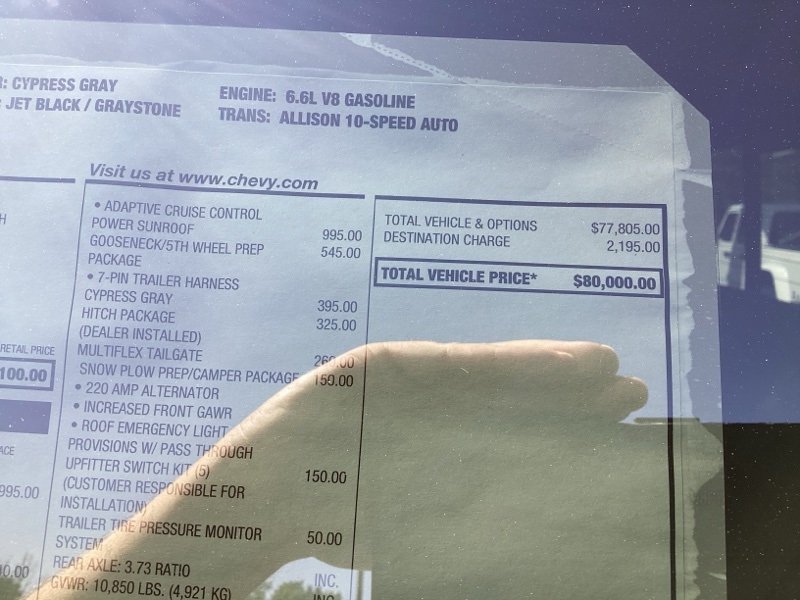 : CYPRESS GRAY
: JET BLACK / GRAYSTONE
ENGINE: 6.6L V8 GASOLINE
TRANS: ALLISON 10-SPEED AUTO
H
RETAIL PRICE
100.00
995.00
Visit us at www.chevy.com
• ADAPTIVE CRUISE CONTROL
POWER SUNROOF 995.00
GOOSENECK/5TH WHEEL PREP 545.00
PACKAGE
• 7-PIN TRAILER HARNESS
CYPRESS GRAY 395.00
HITCH PACKAGE 325.00
(DEALER INSTALLED)
MULTIFLEX TAILGATE 260.00
SNOW PLOW PREP/CAMPER PACKAGE 150.00
• 220 AMP ALTERNATOR
• INCREASED FRONT GAWR
• ROOF EMERGENCY LIGHT
PROVISIONS W/ PASS THROUGH
UPFITTER SWITCH KIT (5) 150.00
(CUSTOMER RESPONSIBLE FOR
INSTALLATION)
TRAILER TIRE PRESSURE MONITOR 50.00
SYSTEM
REAR AXLE: 3.73 RATIO INC.
GVWR: 10,850 LBS. (4,921 KG) INC.
TOTAL VEHICLE & OPTIONS $77,805.00
DESTINATION CHARGE 2,195.00
TOTAL VEHICLE PRICE* $80,000.00